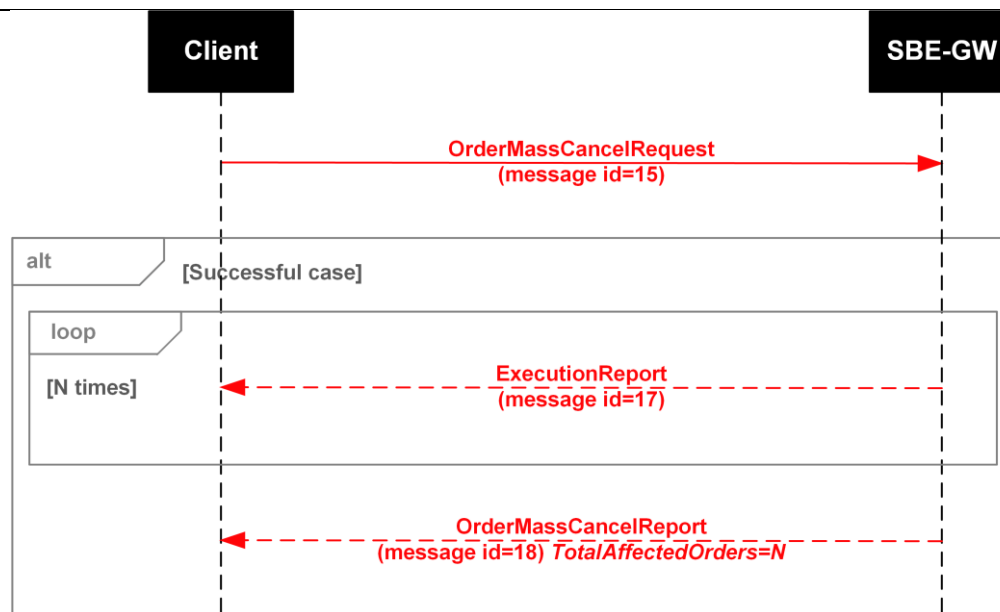 Client
SBE-GW
OrderMassCancelRequest
(message id=15)
alt
[Successful case]
loop
[N times]
ExecutionReport
(message id=17)
OrderMassCancelReport
(message id=18) TotalAffectedOrders=N